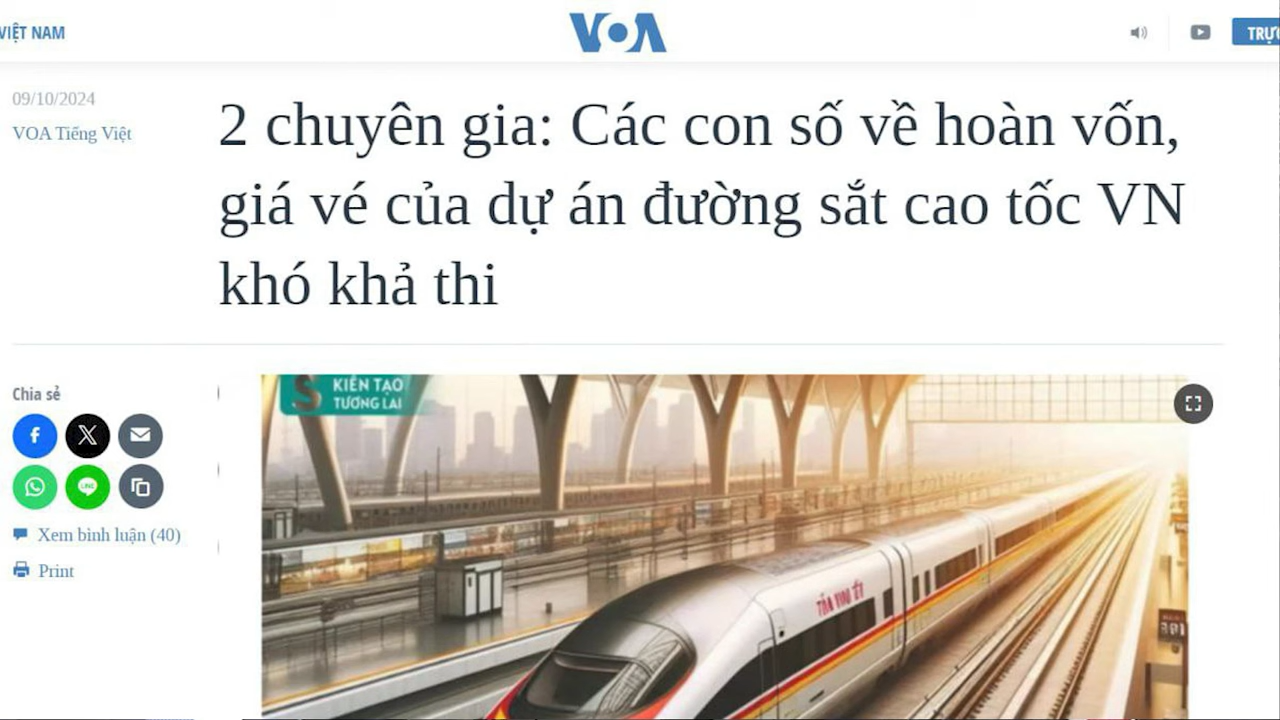 VIỆT NAM
VOA
09/10/2024
VOA Tiếng Việt
2 chuyên gia: Các con số về hoàn vốn,
giá vé của dự án đường sắt cao tốc VN
khó khả thi
Chia sẻ
KIẾN TẠO
TƯƠNG LAI
LINE
Xem bình luận (40)
Print